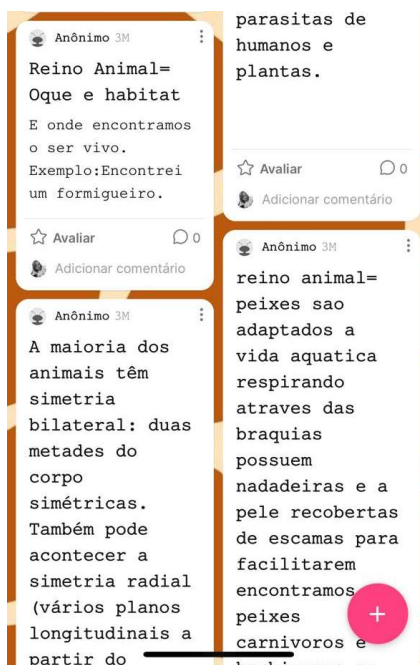 Anônimo 3M
Reino Animal=
Oque e habitat
E onde encontramos
o ser vivo.
Exemplo:Encontrei
um formigueiro.
Avaliar
0
Adicionar comentário
Anônimo 3M
A maioria dos
animais têm
simetria
bilateral: duas
metades do
corpo
simétricas.
Também pode
acontecer a
simetria radial
(vários planos
longitudinais a
partir do
parasitas de
humanos e
plantas.
Avaliar
0
Adicionar comentário
Anônimo 3M
reino animal=
peixes sao
adaptados a
vida aquatica
respirando
atraves das
braquias
possuem
nadadeiras e a
pele recobertas
de escamas para
facilitarem
encontramos
peixes
carnivoros e